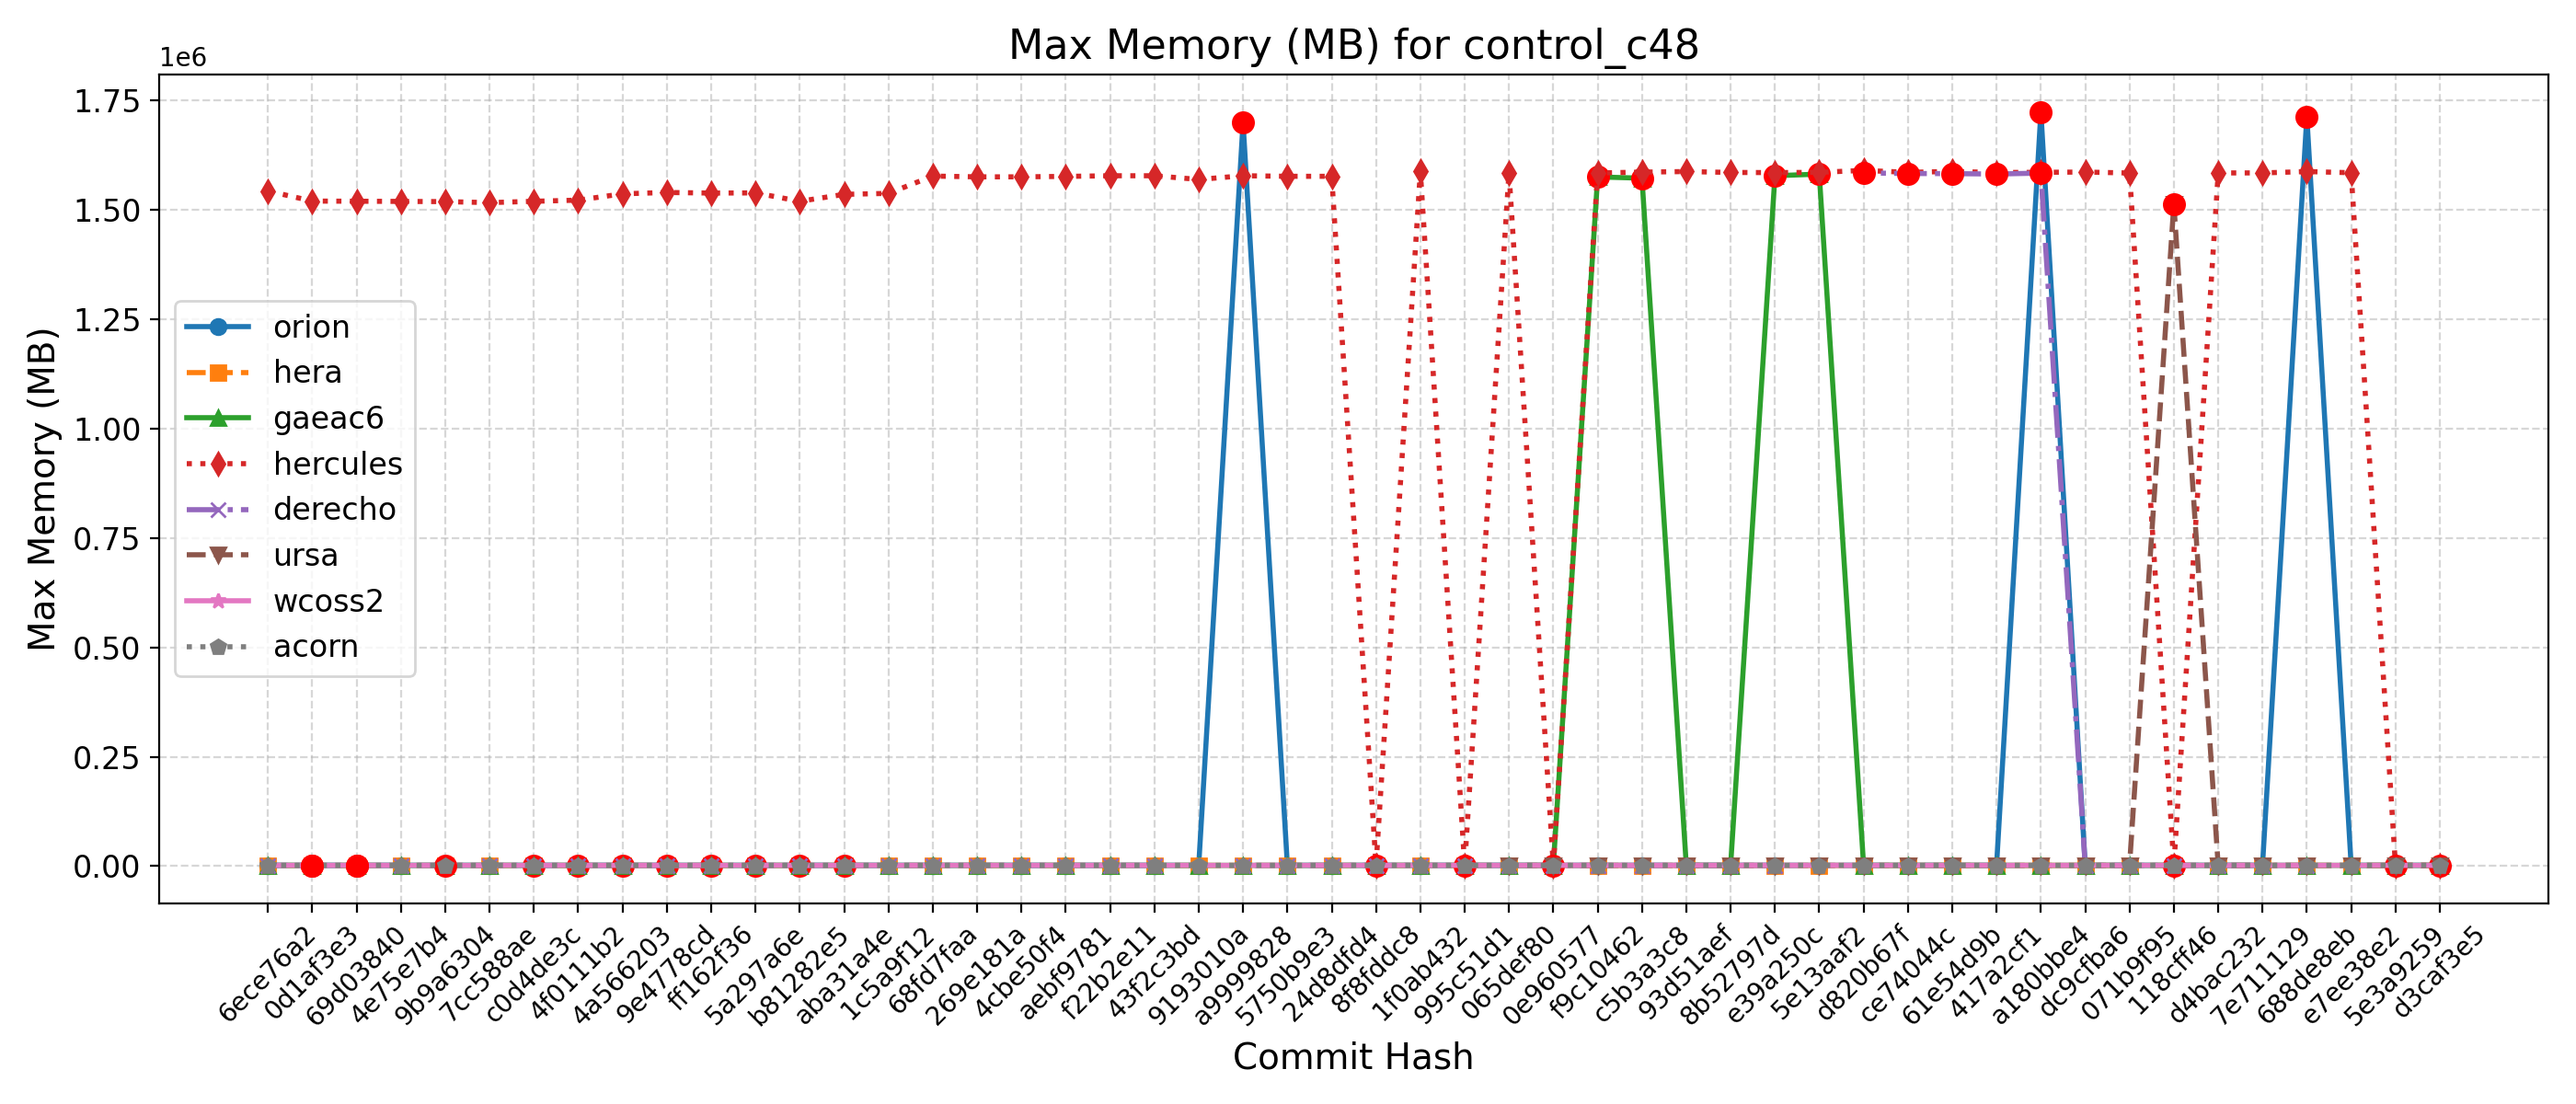 Max Memory (MB) for control_c48
1e6
1.75
1.50
1.25
1.00
0.75
0.50
0.25
0.00
Max Memory (MB)
orion
hera
gaeac6
hercules
derecho
ursa
wcoss2
acorn
6ece76a2
0d1af3e3
69d03840
4e75e7b4
9b9a6304
7cc588ae
c0d4de3c
4f0111b2
4a566203
9e4778cd
ff162f36
5a297a6e
b81282e5
aba31a4e
1c5a9f12
68fd7faa
269e181a
4cbe50f4
aebf9781
f22b2e11
43f2c3bd
9193010a
a9999828
5750b9e3
24d8dfd4
8f8fddc8
1f0ab432
995c51d1
065def80
0e960577
f9c10462
c5b3a3c8
93d51aef
8b52797d
e39a250c
5e13aaf2
d820b67f
ce74044c
61e54d9b
417a2cf1
a180bbe4
dc9cfba6
071b9f95
118cff46
d4bac232
7e711129
688de8eb
e7ee38e2
5e3a9259
d3caf3e5
Commit Hash